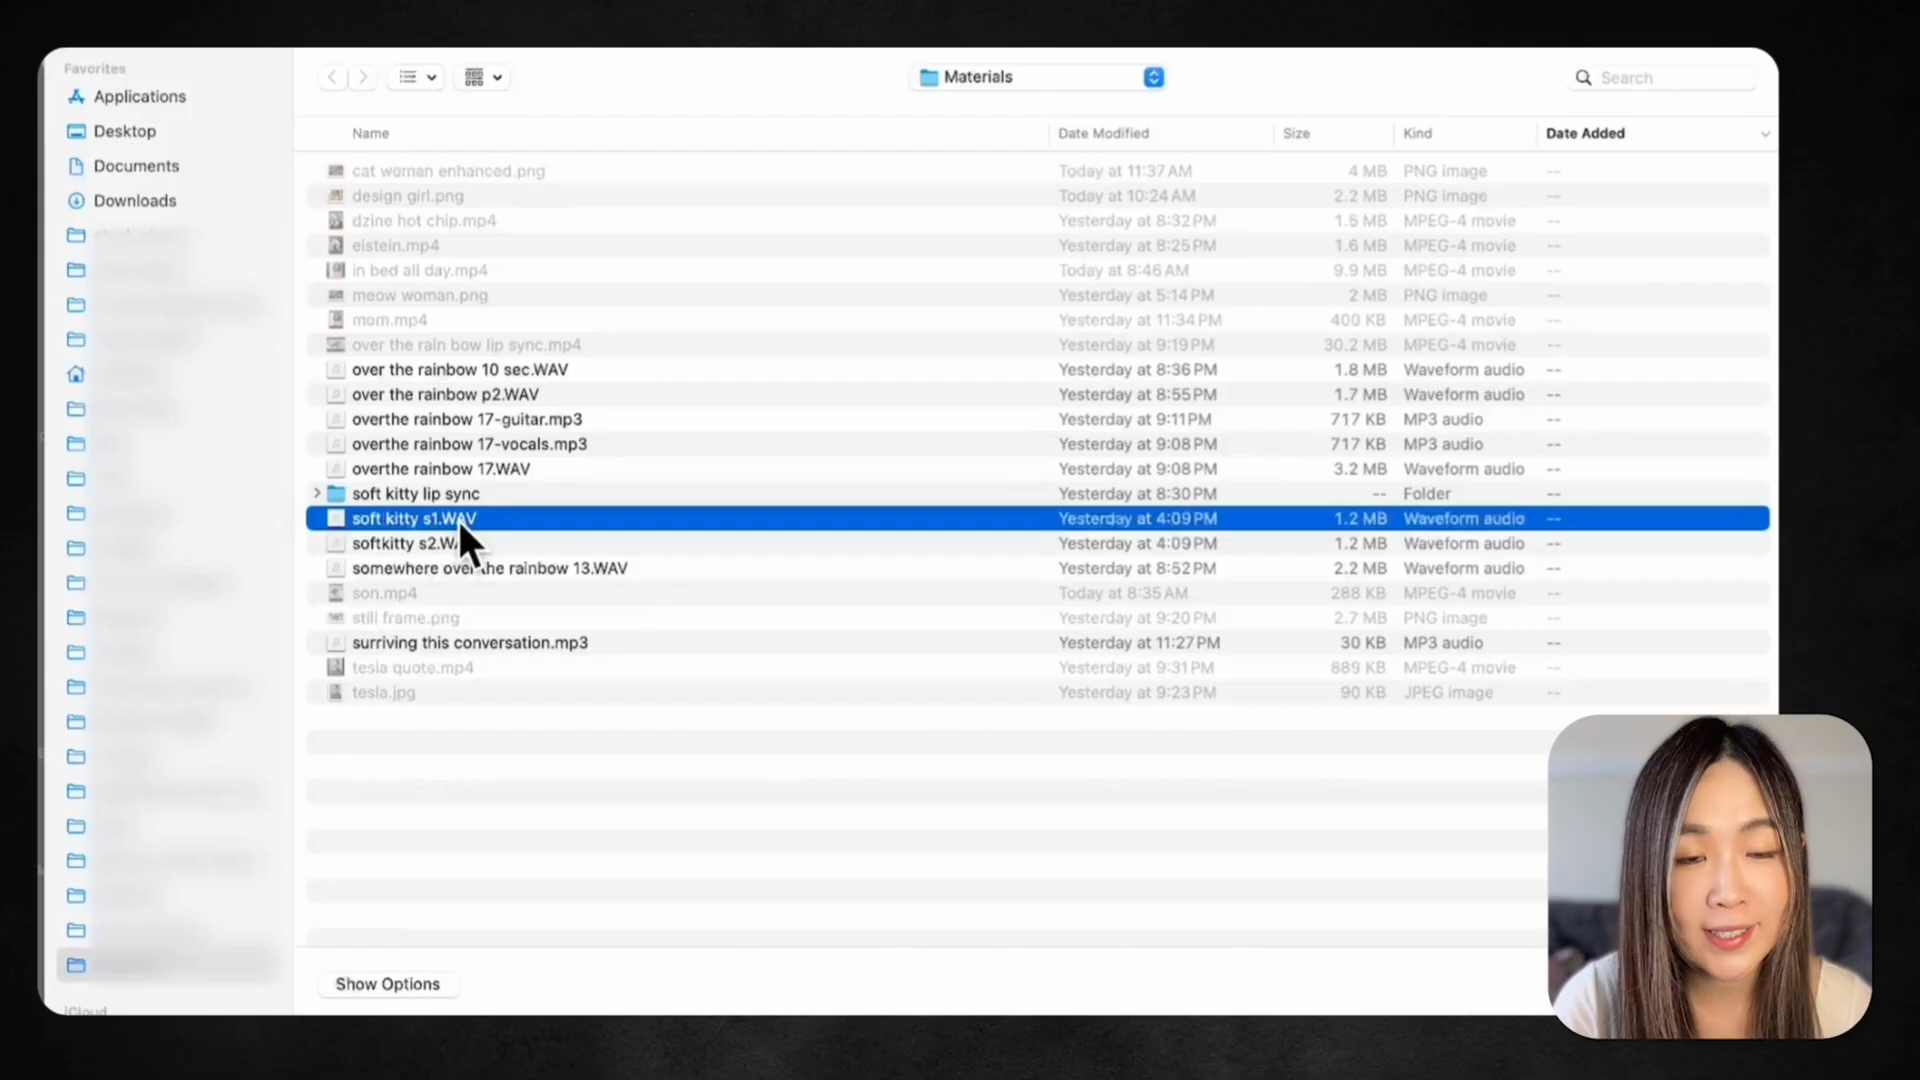 Favorites
Applications
Desktop
Documents
Downloads
iCloud
Materials
Search
Name Date Modified Size Kind Date Added
cat woman enhanced.png Today at 11:37 AM 4 MB PNG image --
design girl.png Today at 10:24 AM 2.2 MB PNG image --
dzine hot chip.mp4 Yesterday at 8:32 PM 1.5 MB MPEG-4 movie --
eistein.mp4 Yesterday at 8:25 PM 1.6 MB MPEG-4 movie --
in bed all day.mp4 Today at 8:46 AM 9.9 MB MPEG-4 movie --
meow woman.png Yesterday at 5:14 PM 2 MB PNG image --
mom.mp4 Yesterday at 11:34 PM 400 KB MPEG-4 movie --
over the rain bow lip sync.mp4 Yesterday at 9:19 PM 30.2 MB MPEG-4 movie --
over the rainbow 10 sec.WAV Yesterday at 8:36 PM 1.8 MB Waveform audio --
over the rainbow p2.WAV Yesterday at 8:55 PM 1.7 MB Waveform audio --
overthe rainbow 17-guitar.mp3 Yesterday at 9:11 PM 717 KB MP3 audio --
overthe rainbow 17-vocals.mp3 Yesterday at 9:08 PM 717 KB MP3 audio --
overthe rainbow 17.WAV Yesterday at 9:08 PM 3.2 MB Waveform audio --
soft kitty lip sync Yesterday at 8:30 PM -- Folder --
soft kitty s1.WAV Yesterday at 4:09 PM 1.2 MB Waveform audio --
softkitty s2.WA Yesterday at 4:09 PM 1.2 MB Waveform audio --
somewhere over the rainbow 13.WAV Yesterday at 8:52 PM 2.2 MB Waveform audio --
son.mp4 Today at 8:35 AM 288 KB MPEG-4 movie --
still frame.png Yesterday at 9:20 PM 2.7 MB PNG image --
surriving this conversation.mp3 Yesterday at 11:27 PM 30 KB MP3 audio --
tesla quote.mp4 Yesterday at 9:31 PM 889 KB MPEG-4 movie --
tesla.jpg Yesterday at 9:23 PM 90 KB JPEG image --
Show Options